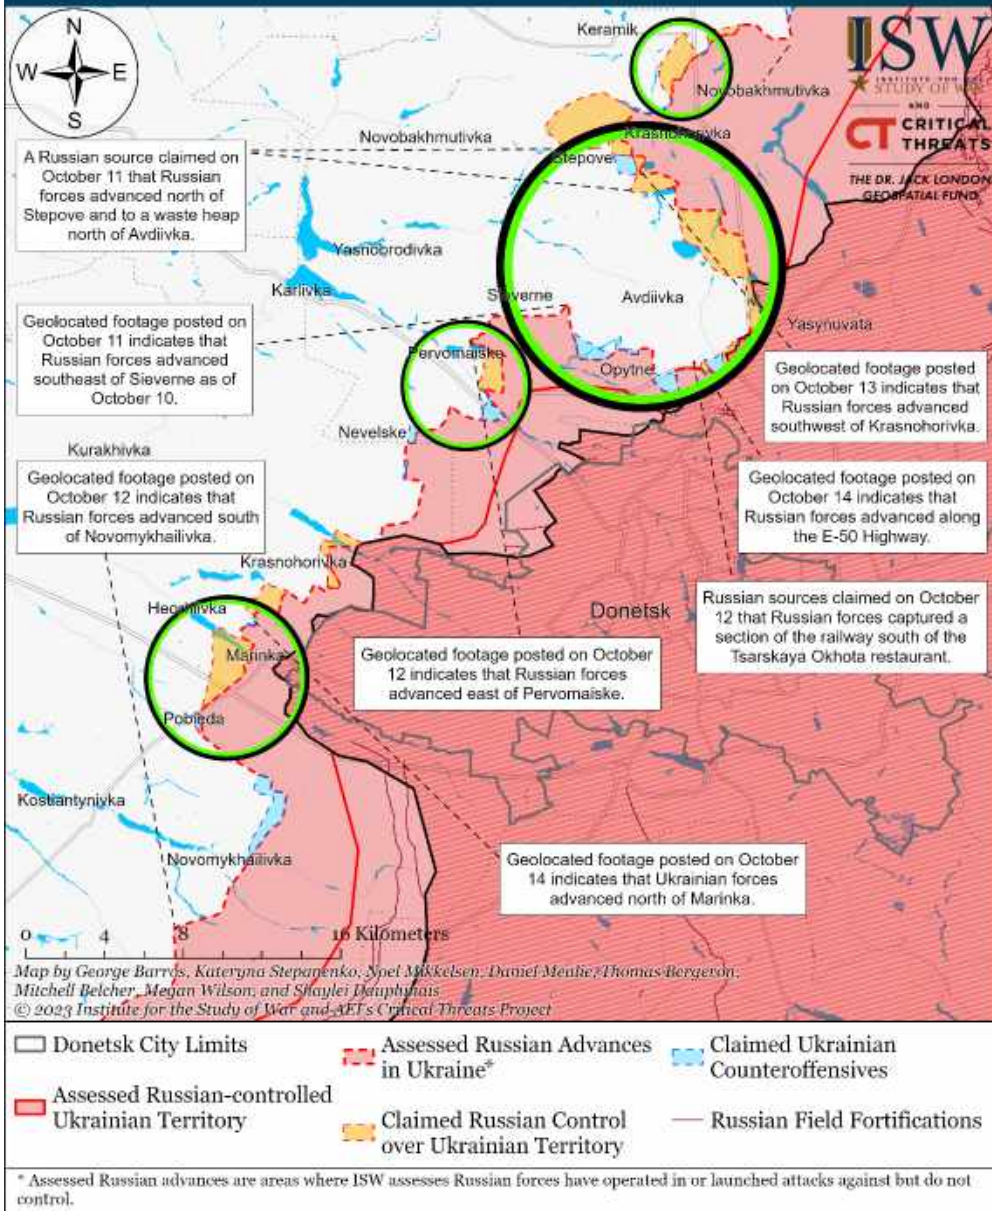 N
W E
S
Keramik
ISW
INSTITUTE FOR THE
STUDY OF WAR
AND
CT CRITICAL
THREATS
THE DR. JACK LONDON
GEOSPATIAL FUND
Novobakhmutivka
Novobakhmutivka
Krasnohorivka
Stepove
A Russian source claimed on
October 11 that Russian
forces advanced north of
Stepove and to a waste heap
north of Avdiivka.
Yasnobrodivka
Karlivka
Sieverne
Avdiivka
Yasynuvata
Geolocated footage posted on
October 11 indicates that
Russian forces advanced
southeast of Sieverne as of
October 10.
Pervomaiske
Opytne
Geolocated footage posted
on October 13 indicates that
Russian forces advanced
southwest of Krasnohorivka.
Nevelske
Kurakhivka
Geolocated footage posted on
October 12 indicates that
Russian forces advanced south
of Novomykhailivka.
Geolocated footage posted on
October 14 indicates that
Russian forces advanced along
the E-50 Highway.
Krasnohorivka
Heorhiivka
Donetsk
Russian sources claimed on October
12 that Russian forces captured a
section of the railway south of the
Tsarskaya Okhota restaurant.
Marinka
Geolocated footage posted on October
12 indicates that Russian forces
advanced east of Pervomaiske.
Pobieda
Kostiantynivka
Novomykhailivka
Geolocated footage posted on October
14 indicates that Ukrainian forces
advanced north of Marinka.
0 4 8 16 Kilometers
Map by George Barros, Kateryna Stepanenko, Noel Mikkelsen, Daniel Mealie, Thomas Bergeron,
Mitchell Belcher, Megan Wilson, and Shaylei Dauphinais
© 2023 Institute for the Study of War and AEI's Critical Threats Project
Donetsk City Limits
Assessed Russian-controlled
Ukrainian Territory
Assessed Russian Advances
in Ukraine*
Claimed Russian Control
over Ukrainian Territory
Claimed Ukrainian
Counteroffensives
Russian Field Fortifications
* Assessed Russian advances are areas where ISW assesses Russian forces have operated in or launched attacks against but do not
control.